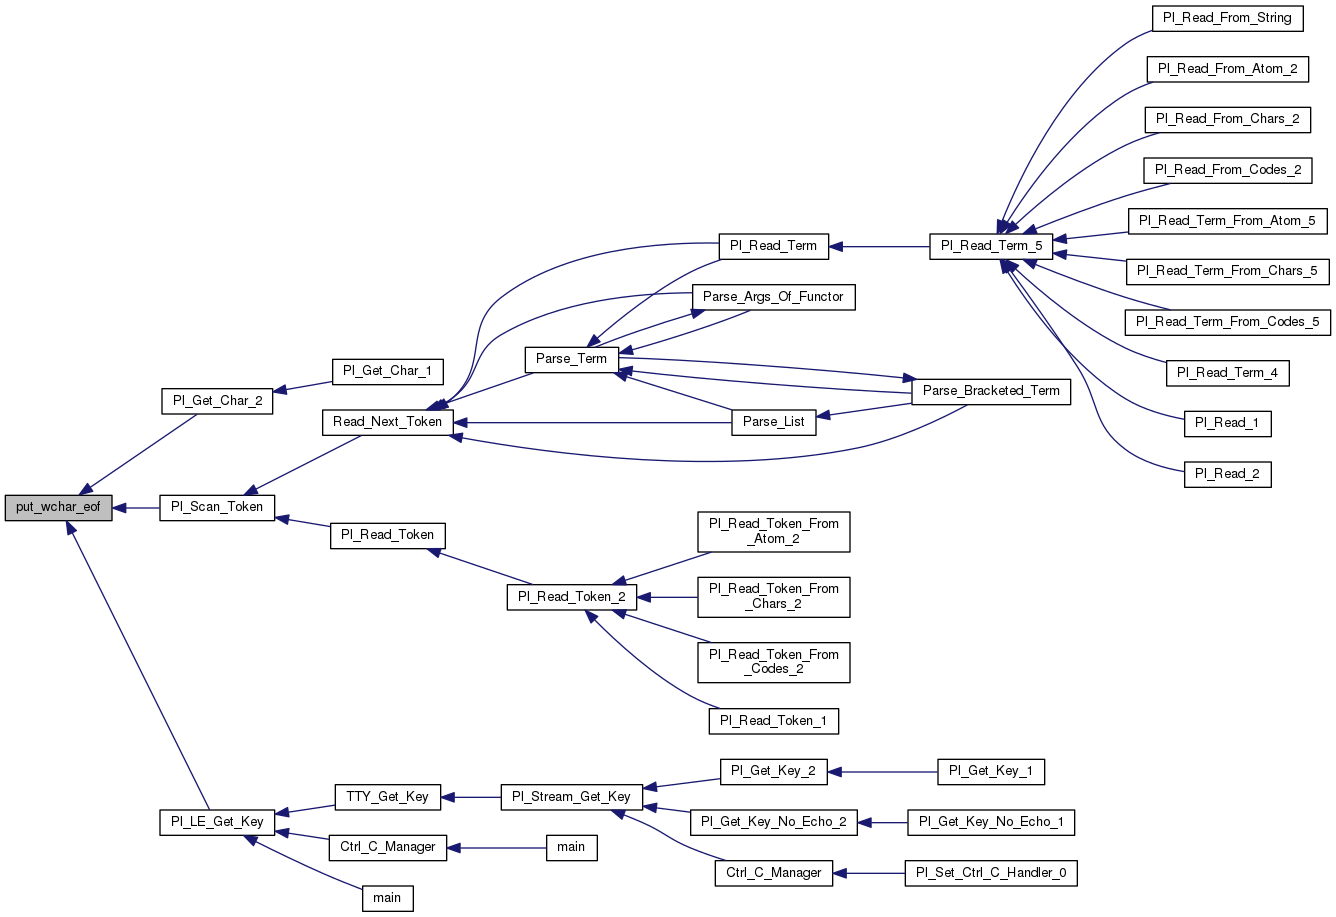 Pl_Read_From_String
Pl_Read_From_Atom_2
Pl_Read_From_Chars_2
Pl_Read_From_Codes_2
Pl_Read_Term_From_Atom_5
Pl_Read_Term
Pl_Read_Term_5
Pl_Read_Term_From_Chars_5
Parse_Args_Of_Functor
Pl_Read_Term_From_Codes_5
Parse_Term
Pl_Get_Char_1
Pl_Read_Term_4
Parse_Bracketed_Term
Pl_Get_Char_2
Read_Next_Token
Parse_List
Pl_Read_1
Pl_Read_2
put_wchar_eof
Pl_Scan_Token
Pl_Read_Token
Pl_Read_Token_From
_Atom_2
Pl_Read_Token_2
Pl_Read_Token_From
_Chars_2
Pl_Read_Token_From
_Codes_2
Pl_Read_Token_1
Pl_Get_Key_2
Pl_Get_Key_1
TTY_Get_Key
Pl_Stream_Get_Key
Pl_LE_Get_Key
Pl_Get_Key_No_Echo_2
Pl_Get_Key_No_Echo_1
Ctrl_C_Manager
main
Ctrl_C_Manager
Pl_Set_Ctrl_C_Handler_0
main